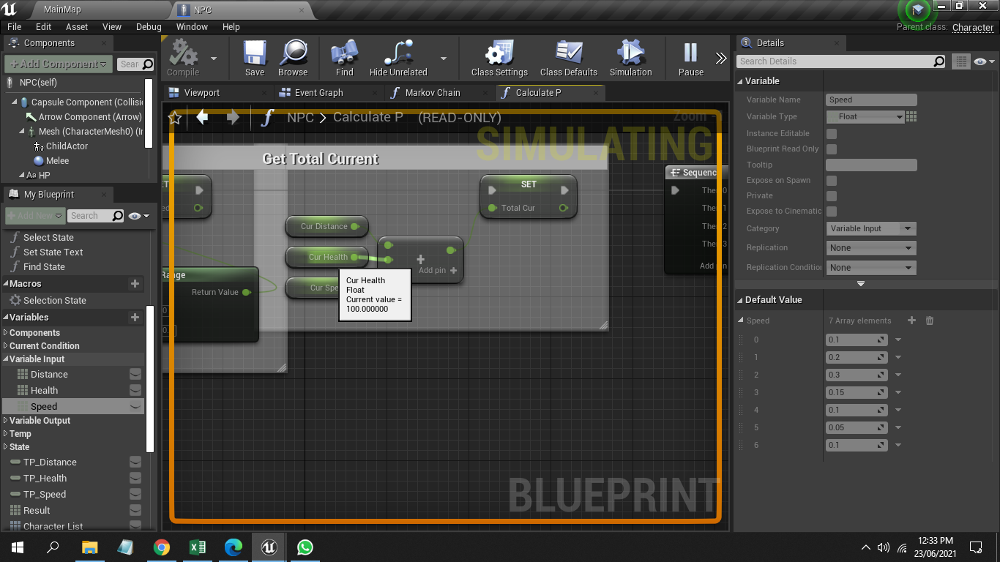 MainMap
NPC
File Edit Asset View Debug Window Help
Parent class: Character
Components
Add Component
Sear
NPC(self)
Capsule Component (Collisi
Arrow Component (Arrow)
Mesh (CharacterMesh0) (I
ChildActor
Melee
HP
My Blueprint
Add New
Search
Select State
Set State Text
Find State
Macros
Selection State
Variables
Components
Current Condition
Variable Input
Distance
Health
Speed
Variable Output
Temp
State
TP_Distance
TP_Health
TP_Speed
Result
Character List
Compile Save Browse Find Hide Unrelated Class Settings Class Defaults Simulation Pause
Viewport Event Graph Markov Chain Calculate P
NPC > Calculate P (READ-ONLY)
Zoom -
SIMULATING
Get Total Current
SET
Total Cur
Sequenc
The 0
The 1
The 2
The 3
Add pin
Cur Distance
Cur Health
Cur Spe
Add pin
Range
Return Value
Cur Health
Float
Current value =
100.000000
BLUEPRINT
Details
Search Details
Variable
Variable Name Speed
Variable Type Float
Instance Editable
Blueprint Read Only
Tooltip
Expose on Spawn
Private
Expose to Cinematic
Category Variable Input
Replication None
Replication Conditio None
Default Value
Speed 7 Array elements
0 0.1
1 0.2
2 0.3
3 0.15
4 0.1
5 0.05
6 0.1
12:33 PM
23/06/2021